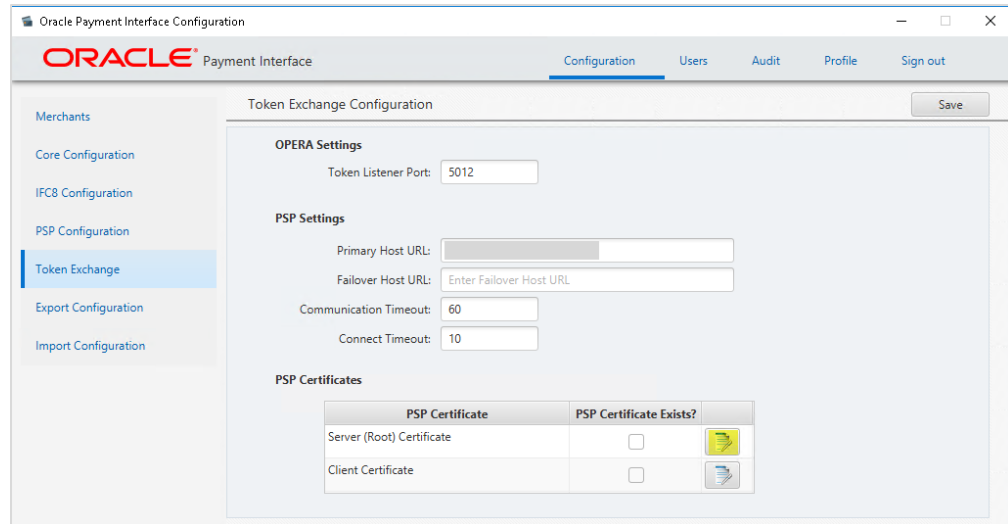 Oracle Payment Interface Configuration
ORACLE Payment Interface
Configuration Users Audit Profile Sign out
Merchants
Core Configuration
IFC8 Configuration
PSP Configuration
Token Exchange
Export Configuration
Import Configuration
Token Exchange Configuration Save
OPERA Settings
Token Listener Port: 5012
PSP Settings
Primary Host URL:
Failover Host URL: Enter Failover Host URL
Communication Timeout: 60
Connect Timeout: 10
PSP Certificates
PSP Certificate PSP Certificate Exists?
Server (Root) Certificate
Client Certificate